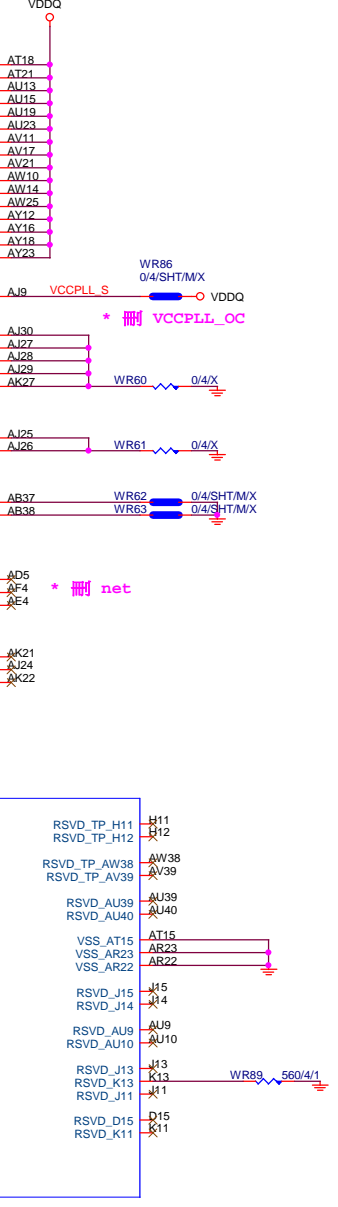 VDDQ
AT18
AT21
AU13
AU15
AU19
AU23
AV11
AV17
AV21
AW10
AW14
AW25
AY12
AY16
AY18
AY23
WR86
0/4/SHT/M/X
AJ9 VCCPLL_S VDDQ
* 刪 VCCPLL_OC
AJ30
AJ27
AJ28
AJ29
AK27 WR60 0/4/X
AJ25
AJ26 WR61 0/4/X
AB37 WR62 0/4/SHT/M/X
AB38 WR63 0/4/SHT/M/X
AD5
AF4 * 刪 net
AE4
AK21
AJ24
AK22
RSVD_TP_H11 H11
RSVD_TP_H12 H12
RSVD_TP_AW38 AW38
RSVD_TP_AV39 AV39
RSVD_AU39 AU39
RSVD_AU40 AU40
VSS_AT15 AT15
VSS_AR23 AR23
VSS_AR22 AR22
RSVD_J15 J15
RSVD_J14 J14
RSVD_AU9 AU9
RSVD_AU10 AU10
RSVD_J13 J13
RSVD_K13 K13 WR89 560/4/1
RSVD_J11 J11
RSVD_D15 D15
RSVD_K11 K11